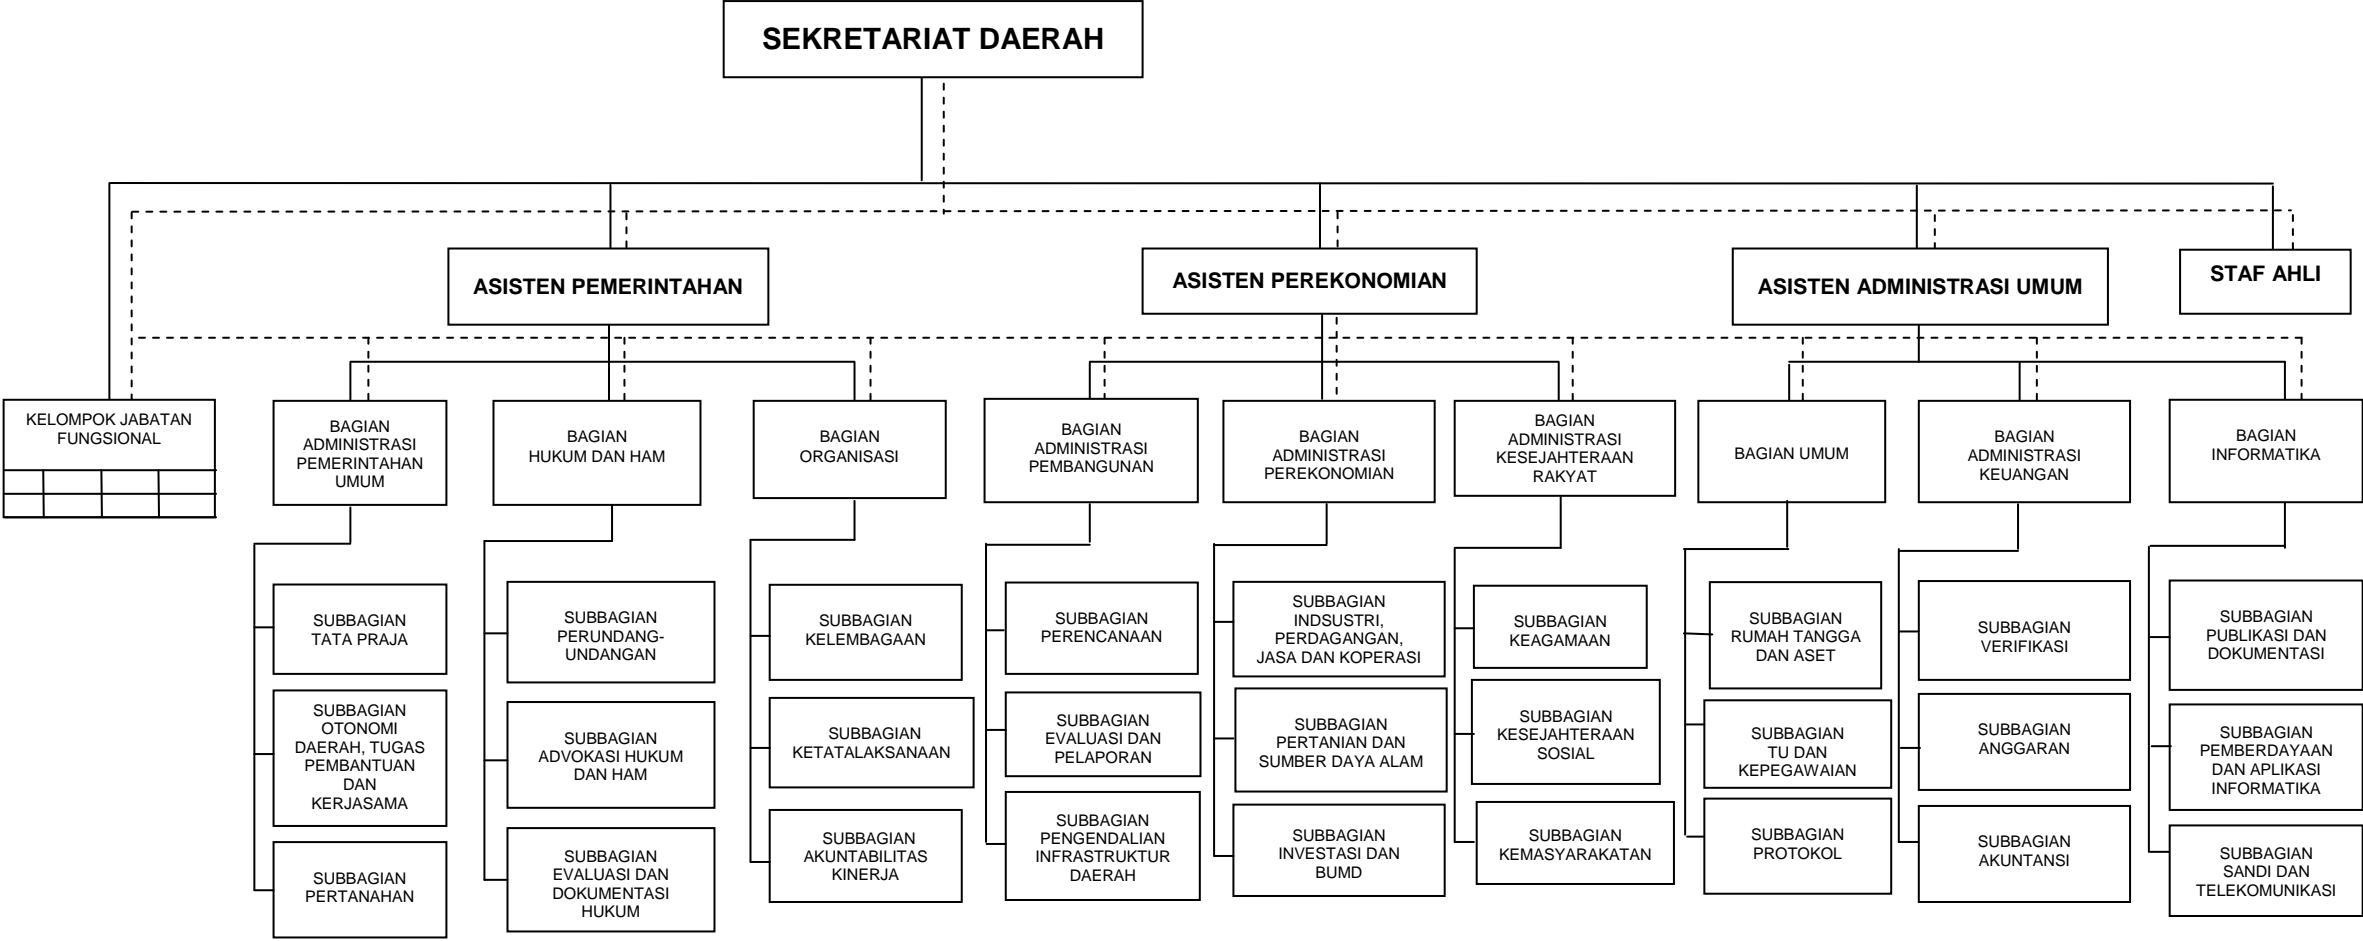 SEKRETARIAT DAERAH
ASISTEN PEMERINTAHAN
ASISTEN PEREKONOMIAN
ASISTEN ADMINISTRASI UMUM
STAF AHLI
KELOMPOK JABATAN
FUNGSIONAL
BAGIAN
ADMINISTRASI
PEMERINTAHAN
UMUM
BAGIAN
HUKUM DAN HAM
BAGIAN
ORGANISASI
BAGIAN
ADMINISTRASI
PEMBANGUNAN
BAGIAN
ADMINISTRASI
PEREKONOMIAN
BAGIAN
ADMINISTRASI
KESEJAHTERAAN
RAKYAT
BAGIAN UMUM
BAGIAN
ADMINISTRASI
KEUANGAN
BAGIAN
INFORMATIKA
SUBBAGIAN
TATA PRAJA
SUBBAGIAN
OTONOMI
DAERAH, TUGAS
PEMBANTUAN
DAN
KERJASAMA
SUBBAGIAN
PERTANAHAN
SUBBAGIAN
PERUNDANG-
UNDANGAN
SUBBAGIAN
ADVOKASI HUKUM
DAN HAM
SUBBAGIAN
EVALUASI DAN
DOKUMENTASI
HUKUM
SUBBAGIAN
KELEMBAGAAN
SUBBAGIAN
KETATALAKSANAAN
SUBBAGIAN
AKUNTABILITAS
KINERJA
SUBBAGIAN
PERENCANAAN
SUBBAGIAN
EVALUASI DAN
PELAPORAN
SUBBAGIAN
PENGENDALIAN
INFRASTRUKTUR
DAERAH
SUBBAGIAN
INDSUSTRI,
PERDAGANGAN,
JASA DAN KOPERASI
SUBBAGIAN
PERTANIAN DAN
SUMBER DAYA ALAM
SUBBAGIAN
INVESTASI DAN
BUMD
SUBBAGIAN
KEAGAMAAN
SUBBAGIAN
KESEJAHTERAAN
SOSIAL
SUBBAGIAN
KEMASYARAKATAN
SUBBAGIAN
RUMAH TANGGA
DAN ASET
SUBBAGIAN
TU DAN
KEPEGAWAIAN
SUBBAGIAN
PROTOKOL
SUBBAGIAN
VERIFIKASI
SUBBAGIAN
ANGGARAN
SUBBAGIAN
AKUNTANSI
SUBBAGIAN
PUBLIKASI DAN
DOKUMENTASI
SUBBAGIAN
PEMBERDAYAAN
DAN APLIKASI
INFORMATIKA
SUBBAGIAN
SANDI DAN
TELEKOMUNIKASI